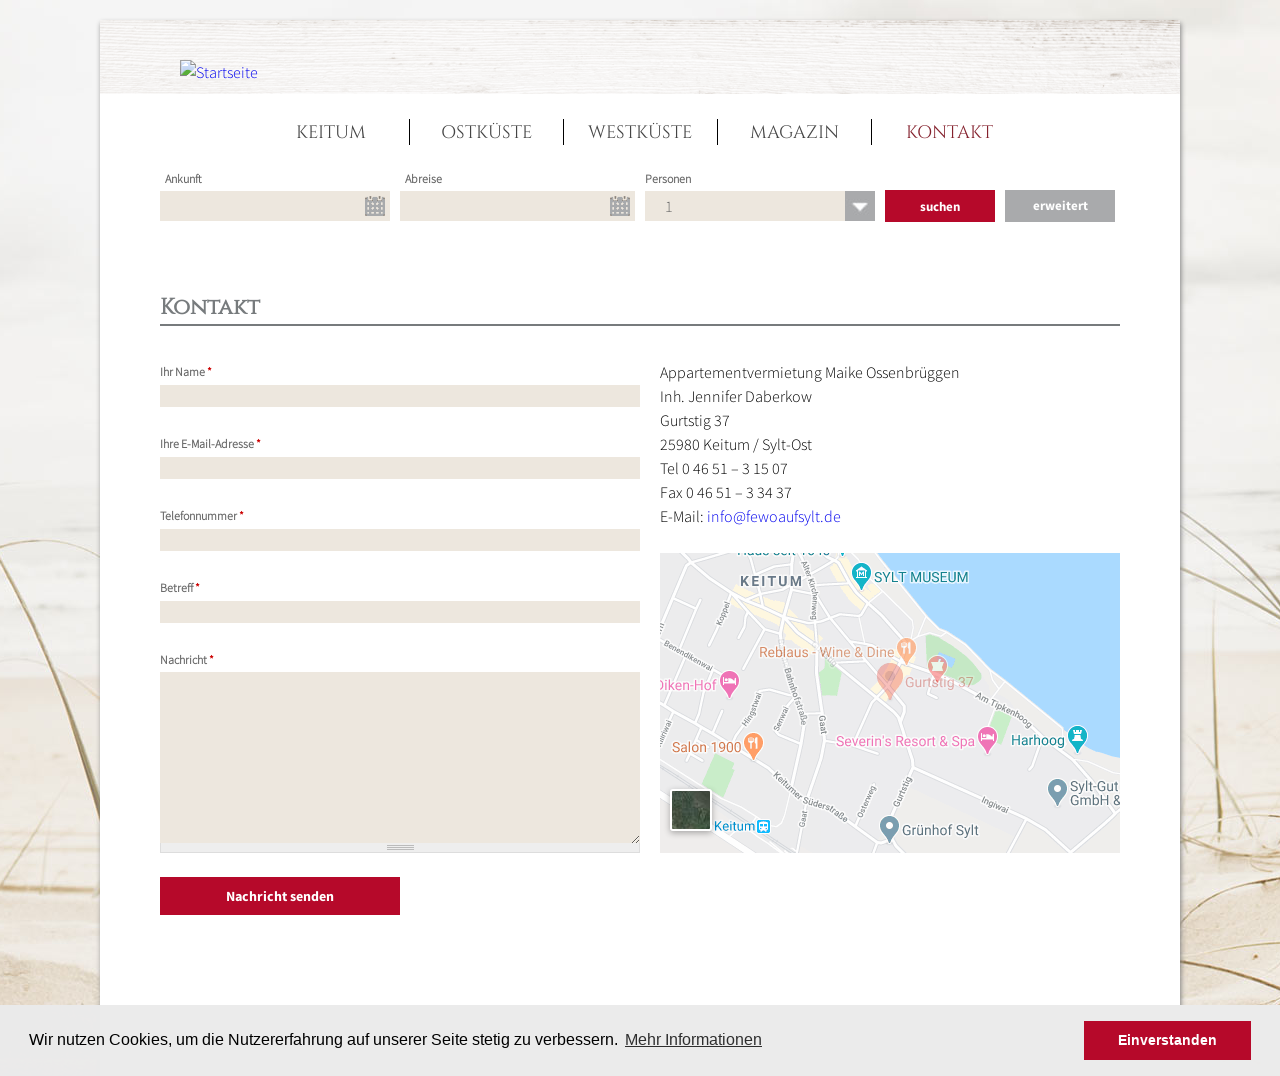 Startseite
KEITUM
OSTKÜSTE
WESTKÜSTE
MAGAZIN
KONTAKT
Ankunft
Abreise
Personen
1
suchen
erweitert
Kontakt
Ihr Name *
Ihre E-Mail-Adresse *
Telefonnummer *
Betreff *
Nachricht *
Nachricht senden
Appartementvermietung Maike Ossenbrüggen
Inh. Jennifer Daberkow
Gurtstig 37
25980 Keitum / Sylt-Ost
Tel 0 46 51 – 3 15 07
Fax 0 46 51 – 3 34 37
E-Mail: info@fewoaufsylt.de
KEITUM
Alter Kirchenweg
SYLT MUSEUM
Koppel
Benendikenwai
Reblaus - Wine & Dine
Gurtstig 37
Diken-Hof
Bahnhofstraße
Am Tipkenhoog
Hingstwai
Senwai
Gaat
Severin's Resort & Spa
Harhoog
Salon 1900
Keitumer Süderstraße
Osterweg
Gurtstig
Ingiwai
Sylt-Gut
GmbH &
Gaat
Keitum
Grünhof Sylt
Wir nutzen Cookies, um die Nutzererfahrung auf unserer Seite stetig zu verbessern. Mehr Informationen
Einverstanden